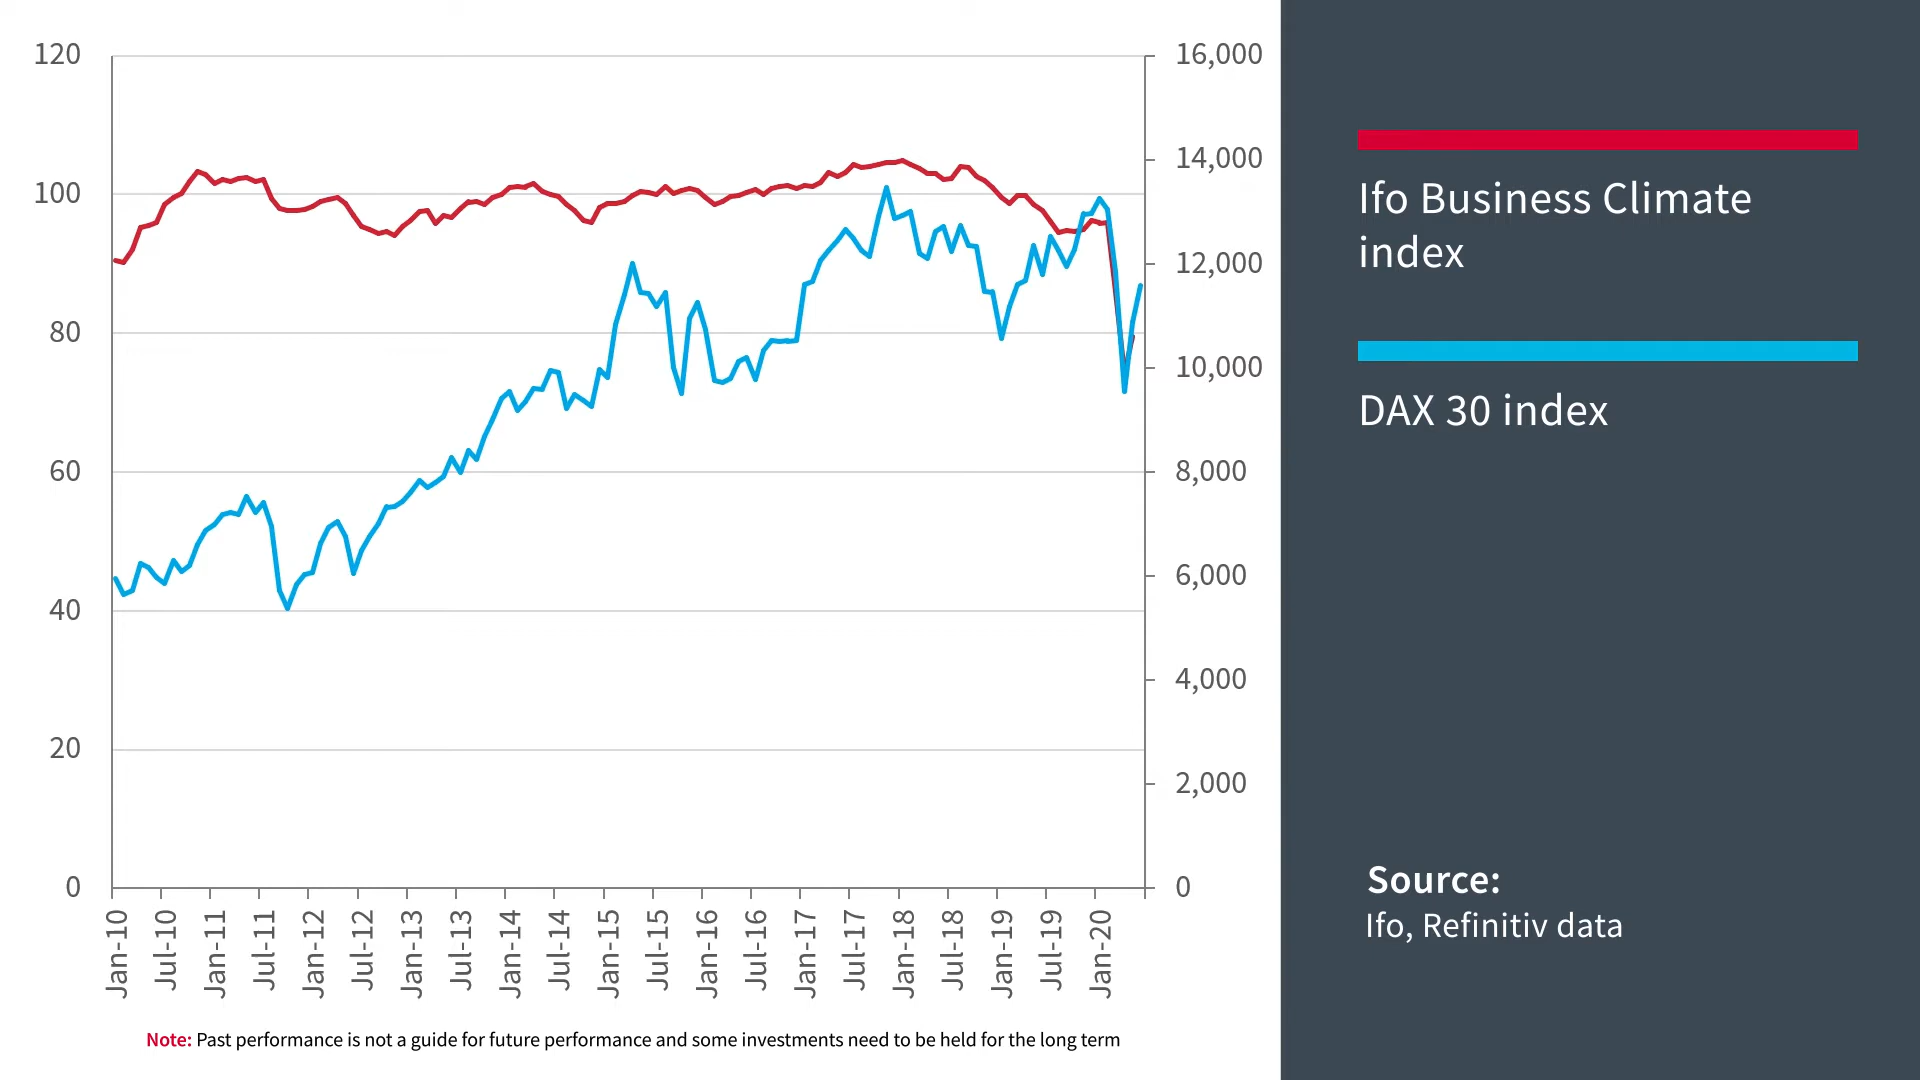 120
100
80
60
40
20
0
16,000
14,000
12,000
10,000
8,000
6,000
4,000
2,000
0
Jan-10
Jul-10
Jan-11
Jul-11
Jan-12
Jul-12
Jan-13
Jul-13
Jan-14
Jul-14
Jan-15
Jul-15
Jan-16
Jul-16
Jan-17
Jul-17
Jan-18
Jul-18
Jan-19
Jul-19
Jan-20
Note: Past performance is not a guide for future performance and some investments need to be held for the long term
Ifo Business Climate
index
DAX 30 index
Source:
Ifo, Refinitiv data